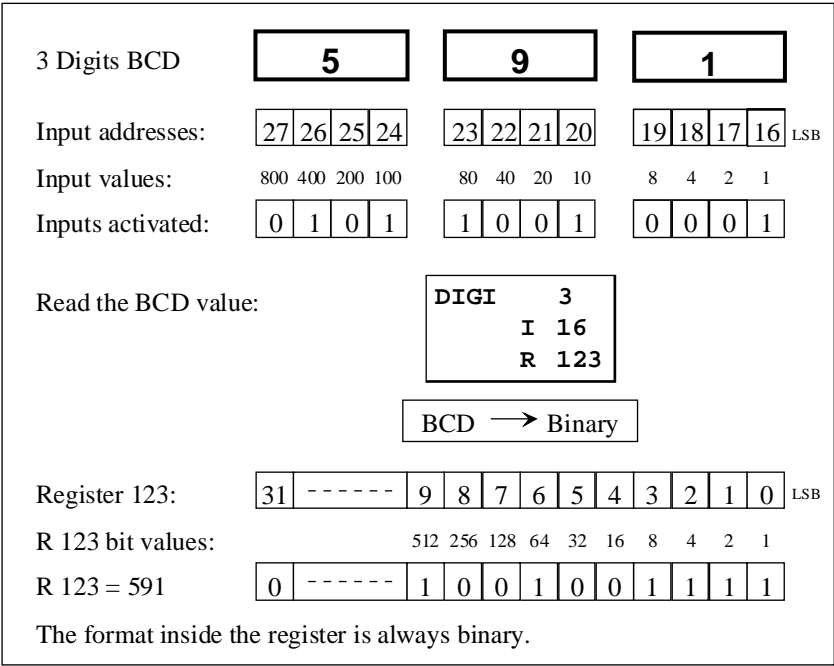 3 Digits BCD 5 9 1
Input addresses: 27 26 25 24 23 22 21 20 19 18 17 16 LSB
Input values: 800 400 200 100 80 40 20 10 8 4 2 1
Inputs activated: 0 1 0 1 1 0 0 1 0 0 0 1
Read the BCD value: DIGI 3
I 16
R 123
BCD → Binary
Register 123: 31 ------ 9 8 7 6 5 4 3 2 1 0 LSB
R 123 bit values: 512 256 128 64 32 16 8 4 2 1
R 123 = 591 0 ------ 1 0 0 1 0 0 1 1 1 1
The format inside the register is always binary.